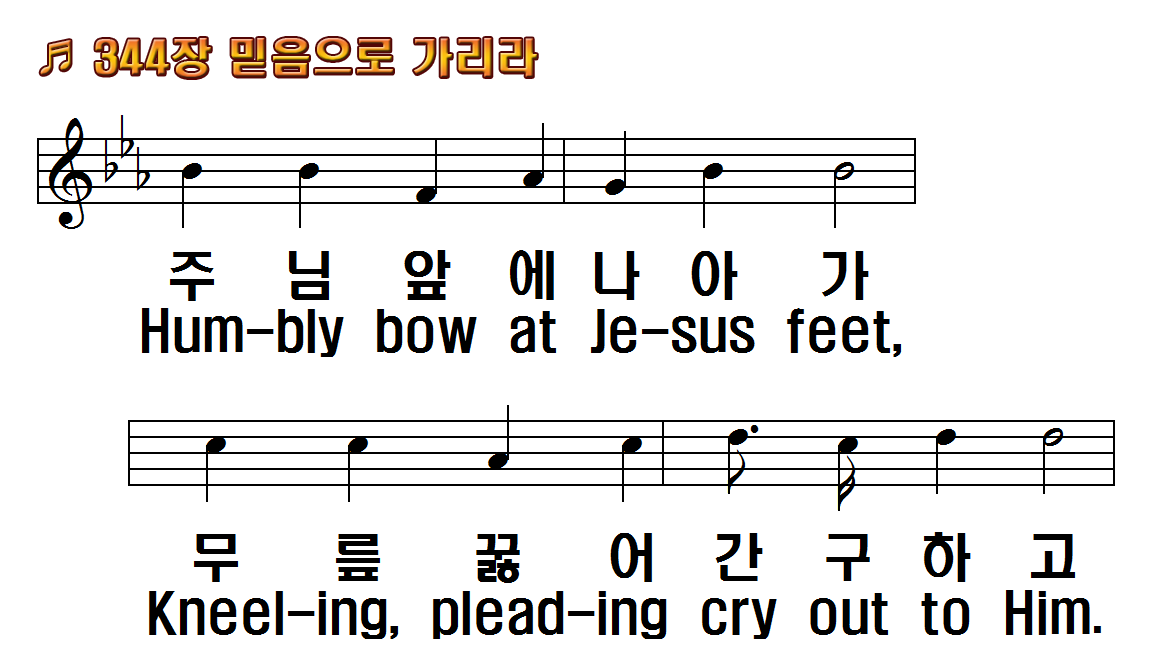 ♬ 344장 믿음으로 가리라
주 님 앞 에 나 아 가
Hum-bly bow at Je-sus feet,
무 릎 꿇 어 간 구 하 고
Kneel-ing, plead-ing cry out to Him.